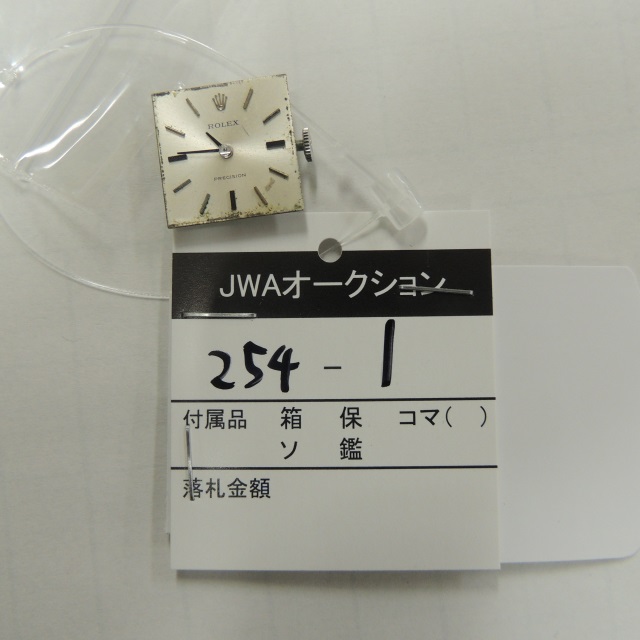 ROLEX
PRECISION
JWAオークション
254 - 1
付属品 箱 保 コマ( )
ソ 鑑
落札金額